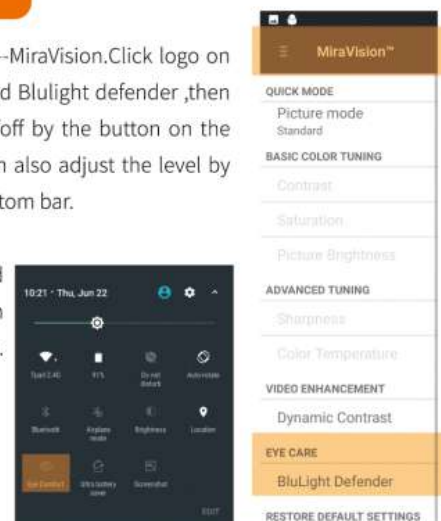 --MiraVision.Click logo on
d Blulight defender ,then
off by the button on the
n also adjust the level by
tom bar.
10:21 · Thu, Jun 22
Tpad 2.4G
91%
Do not
disturb
Auto-rotate
Bluetooth
Airplane
mode
Brightness
Location
Eye Comfort
Ultra battery
saver
Screenshot
EDIT
MiraVision™
QUICK MODE
Picture mode
Standard
BASIC COLOR TUNING
Contrast
Saturation
Picture Brightness
ADVANCED TUNING
Sharpness
Color Temperature
VIDEO ENHANCEMENT
Dynamic Contrast
EYE CARE
BluLight Defender
RESTORE DEFAULT SETTINGS